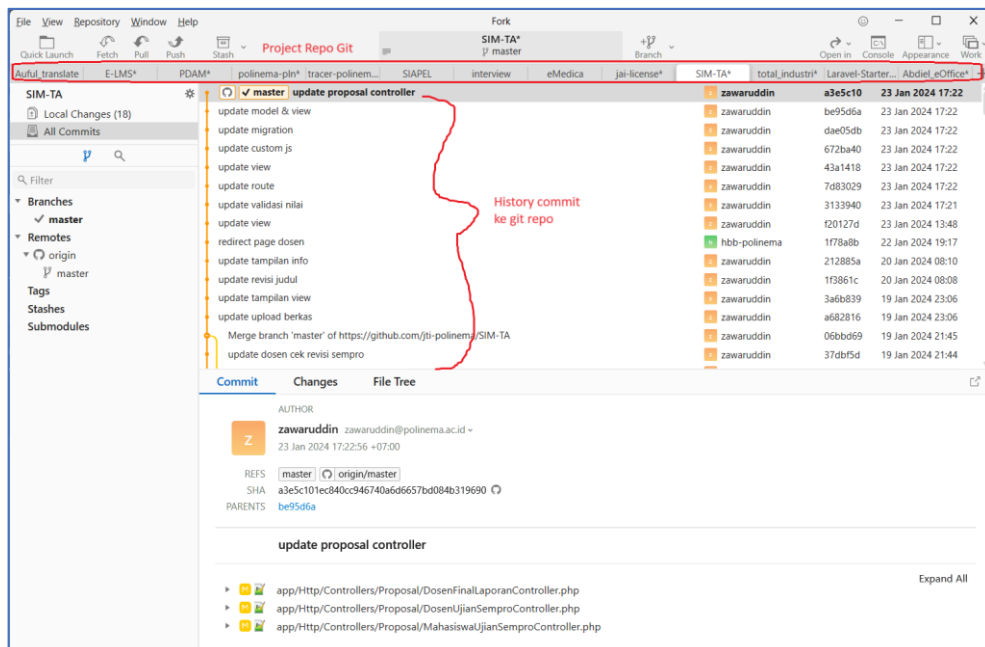 File View Repository Window Help
Fork
Quick Launch Fetch Pull Push Stash
Project Repo Git
SIM-TA*
master
Branch
Open in Console Appearance Work
Auful_translate E-LMS* PDAM* polinema-pln* tracer-polinem... SIAPEL interview eMedica jai-license* SIM-TA* total_industri* Laravel-Starter... Abdiel_eOffice*
SIM-TA
Local Changes (18)
All Commits
Filter
Branches
master
Remotes
origin
master
Tags
Stashes
Submodules
master update proposal controller zawaruddin a3e5c10 23 Jan 2024 17:22
update model & view zawaruddin be95d6a 23 Jan 2024 17:22
update migration zawaruddin dae05db 23 Jan 2024 17:22
update custom js zawaruddin 672ba40 23 Jan 2024 17:22
update view zawaruddin 43a1418 23 Jan 2024 17:22
update route zawaruddin 7d83029 23 Jan 2024 17:22
update validasi nilai zawaruddin 3133940 23 Jan 2024 17:21
update view zawaruddin f20127d 23 Jan 2024 13:48
redirect page dosen hbb-polinema 1f78a8b 22 Jan 2024 19:17
update tampilan info zawaruddin 212885a 20 Jan 2024 08:10
update revisi judul zawaruddin 1f3861c 20 Jan 2024 08:08
update tampilan view zawaruddin 3a6b839 19 Jan 2024 23:06
update upload berkas zawaruddin a682816 19 Jan 2024 23:06
Merge branch 'master' of https://github.com/jti-polinema/SIM-TA zawaruddin 06bbd69 19 Jan 2024 21:45
update dosen cek revisi sempro zawaruddin 37dbf5d 19 Jan 2024 21:44
History commit
ke git repo
Commit Changes File Tree
AUTHOR
Z
zawaruddin zawaruddin@polinema.ac.id
23 Jan 2024 17:22:56 +07:00
REFS master origin/master
SHA a3e5c101ec840cc946740a6d6657bd084b319690
PARENTS be95d6a
update proposal controller
Expand All
M app/Http/Controllers/Proposal/DosenFinalLaporanController.php
M app/Http/Controllers/Proposal/DosenUjianSemproController.php
M app/Http/Controllers/Proposal/MahasiswaUjianSemproController.php